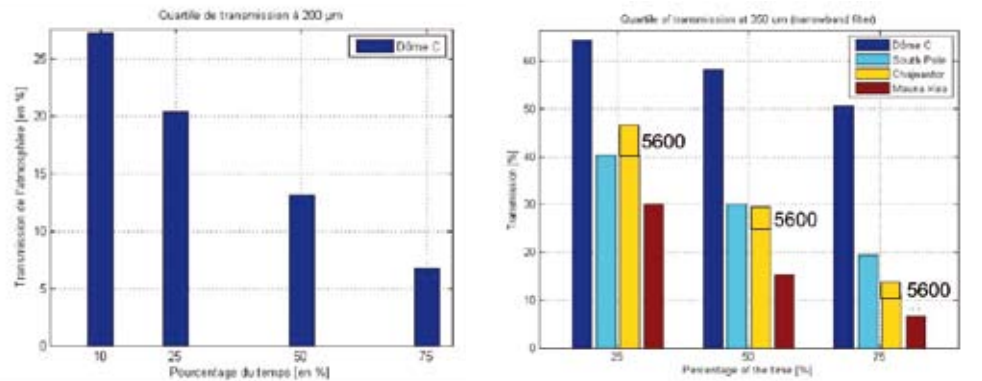 Quartile de transmission à 200 µm
Dôme C
Transmission de l'atmosphère [en %]
25
20
15
10
5
0
10 25 50 75
Pourcentage du temps [en %]
Quartile of transmission at 350 um (narrowband filter)
Dôme C
South Pole
Chajnantor
Mauna Kea
Transmission [%]
60
50
40
30
20
10
0
5600
5600
5600
25 50 75
Percentage of the time [%]